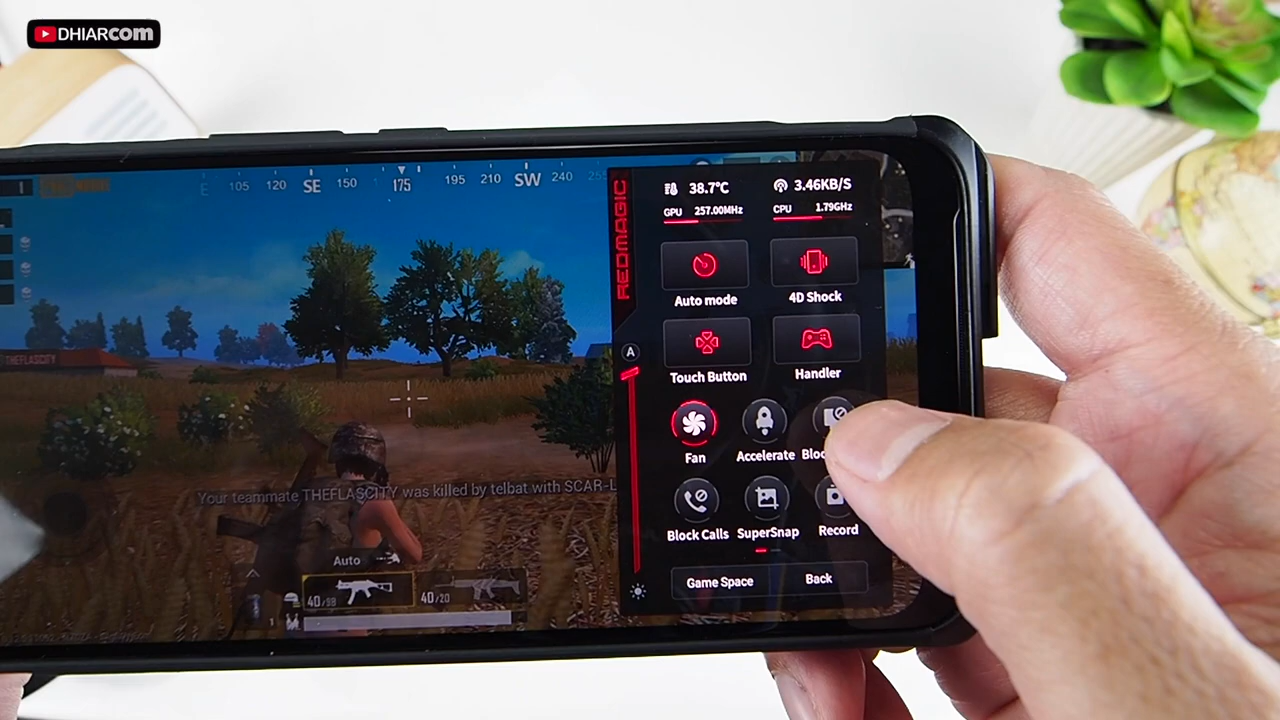 DHIARCOM
E 105 120 SE 150 175 195 210 SW 240
THEFLASCITY
Your teammate THEFLASCITY was killed by telbat with SCAR-L
Auto
40/98
40/20
1
REDMAGIC
38.7°C 3.46KB/S
GPU 257.00MHz CPU 1.79GHz
Auto mode 4D Shock
A
Touch Button Handler
Fan Accelerate Bloc
Block Calls SuperSnap Record
Game Space Back